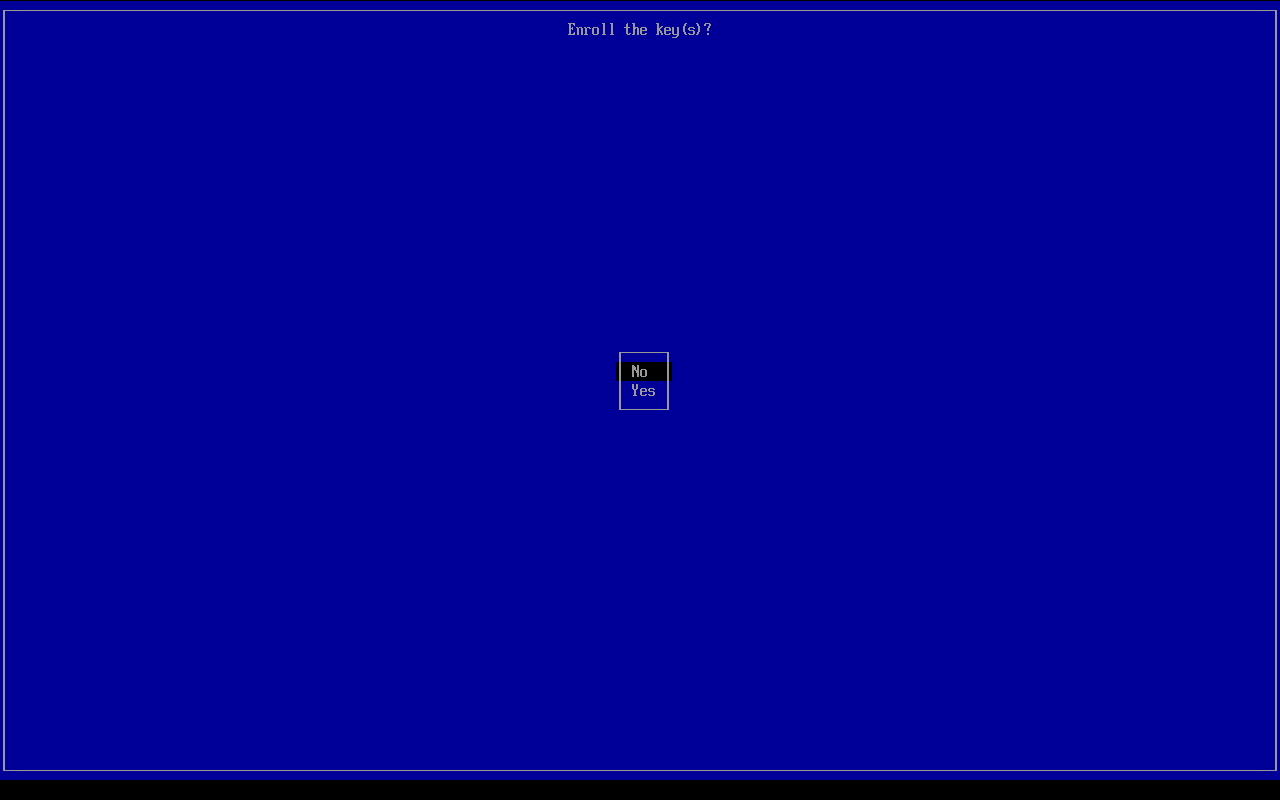 Enroll the key(s)?
No
Yes